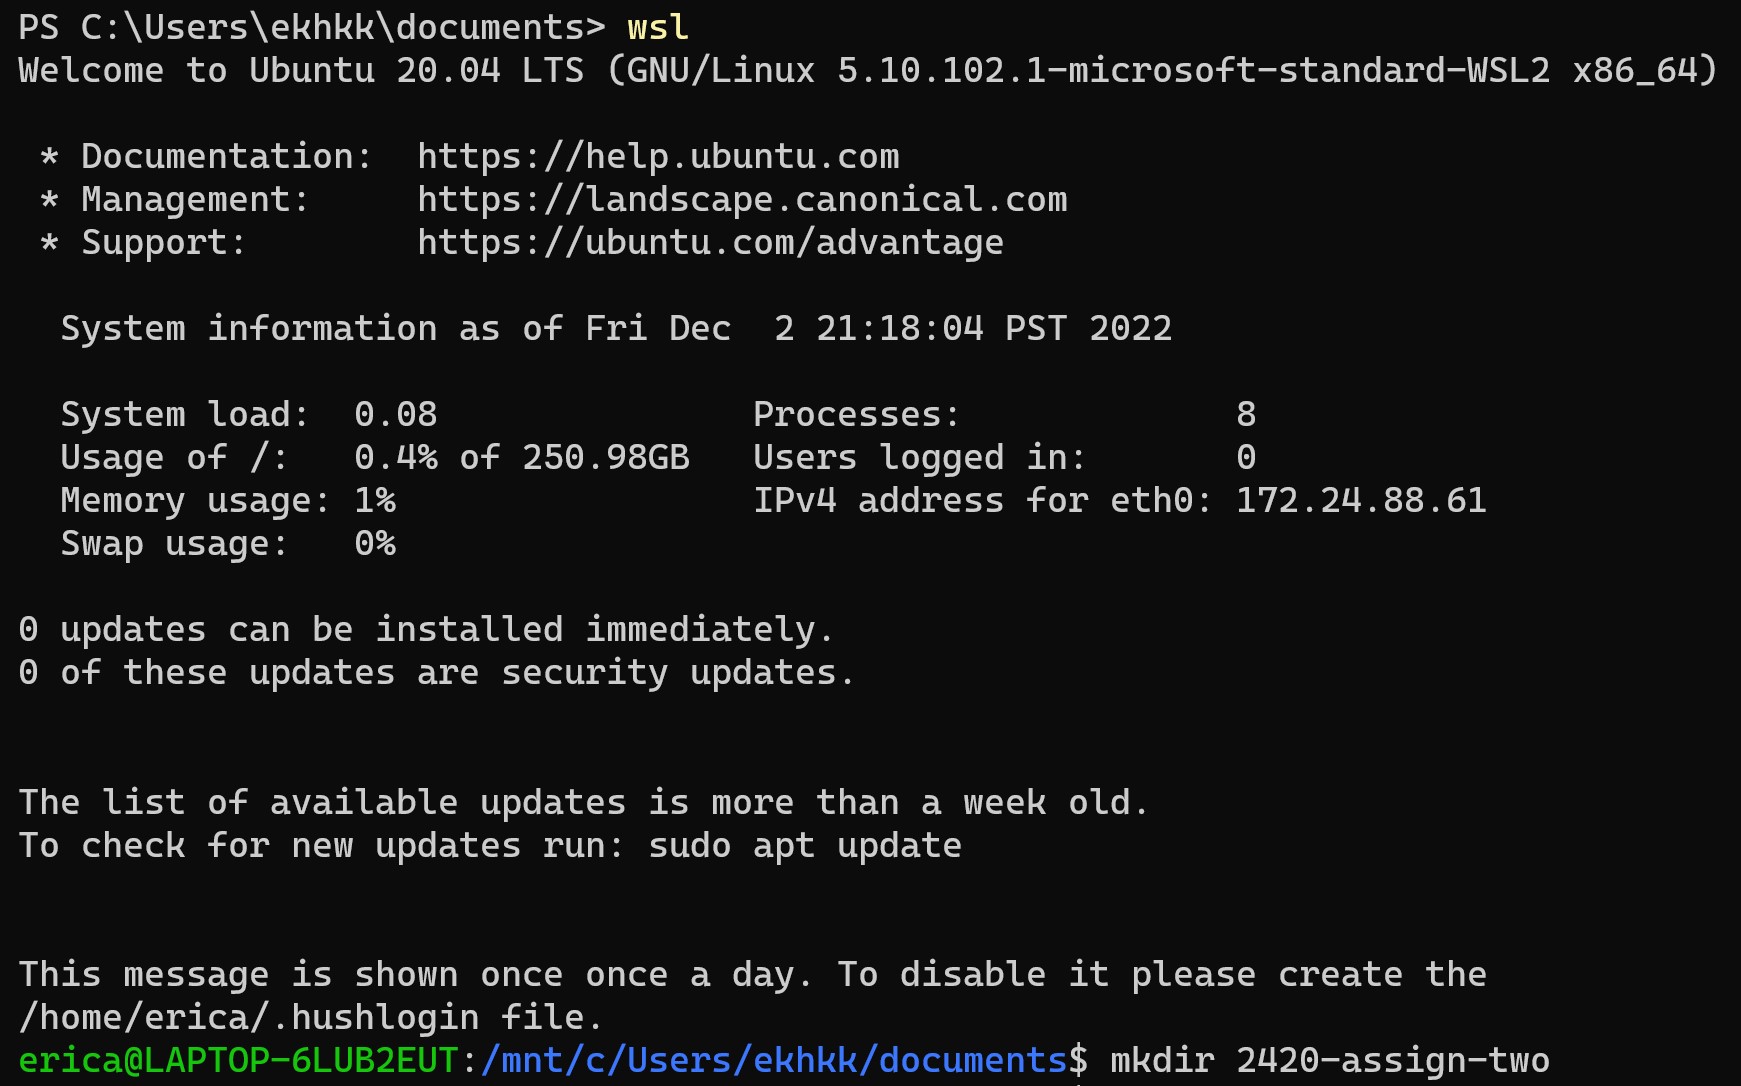 PS C:\Users\ekhkk\documents> wsl
Welcome to Ubuntu 20.04 LTS (GNU/Linux 5.10.102.1-microsoft-standard-WSL2 x86_64)
* Documentation:  https://help.ubuntu.com
* Management:     https://landscape.canonical.com
* Support:        https://ubuntu.com/advantage
System information as of Fri Dec  2 21:18:04 PST 2022
System load:  0.08               Processes:             8
Usage of /:   0.4% of 250.98GB   Users logged in:       0
Memory usage: 1%                 IPv4 address for eth0: 172.24.88.61
Swap usage:   0%
0 updates can be installed immediately.
0 of these updates are security updates.
The list of available updates is more than a week old.
To check for new updates run: sudo apt update
This message is shown once once a day. To disable it please create the
/home/erica/.hushlogin file.
erica@LAPTOP-6LUB2EUT:/mnt/c/Users/ekhkk/documents$ mkdir 2420-assign-two